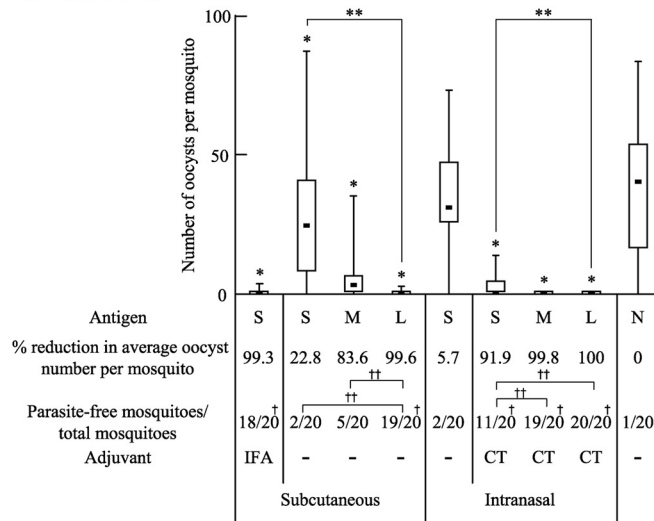 ** **
100
Number of oocysts per mosquito
*
*
50
*
*
*
*
*
0
Antigen S S M L S S M L N
% reduction in average oocyst
number per mosquito
99.3 22.8 83.6 99.6 5.7 91.9 99.8 100 0
†† ††
†† ††
Parasite-free mosquitoes/
total mosquitoes
18/20† 2/20 5/20 19/20† 2/20 11/20† 19/20† 20/20† 1/20
Adjuvant IFA - - - - CT CT CT -
Subcutaneous Intranasal